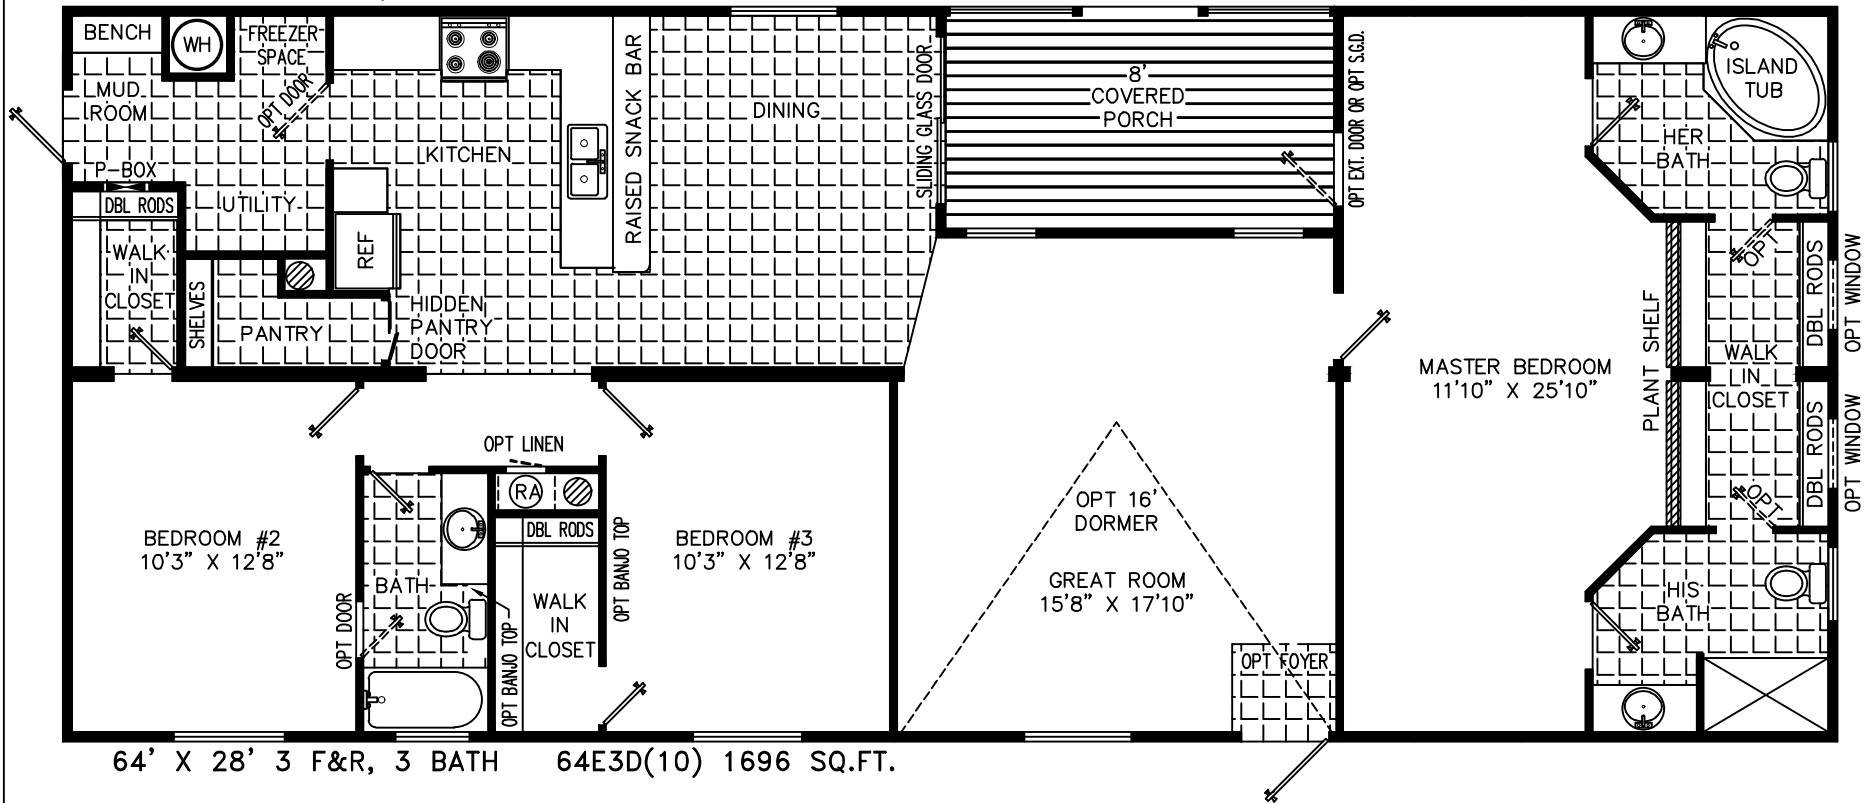 BENCH
WH
FREEZER
SPACE
MUD
ROOM
OPT DOOR
P-BOX
DBL RODS
UTILITY
WALK
IN
CLOSET
SHELVES
PANTRY
REF
HIDDEN
PANTRY
DOOR
KITCHEN
RAISED SNACK BAR
DINING
SLIDING GLASS DOOR
8'
COVERED
PORCH
OPT EXT. DOOR OR OPT S.G.D.
MASTER BEDROOM
11'10" X 25'10"
PLANT SHELF
HER
BATH
ISLAND
TUB
OPT
DBL RODS
OPT WINDOW
WALK
IN
CLOSET
DBL RODS
OPT WINDOW
OPT
HIS
BATH
OPT LINEN
RA
DBL RODS
BEDROOM #2
10'3" X 12'8"
OPT DOOR
BATH
OPT BANJO TOP
WALK
IN
CLOSET
OPT BANJO TOP
BEDROOM #3
10'3" X 12'8"
OPT 16'
DORMER
GREAT ROOM
15'8" X 17'10"
OPT FOYER
64' X 28' 3 F&R, 3 BATH 64E3D(10) 1696 SQ.FT.